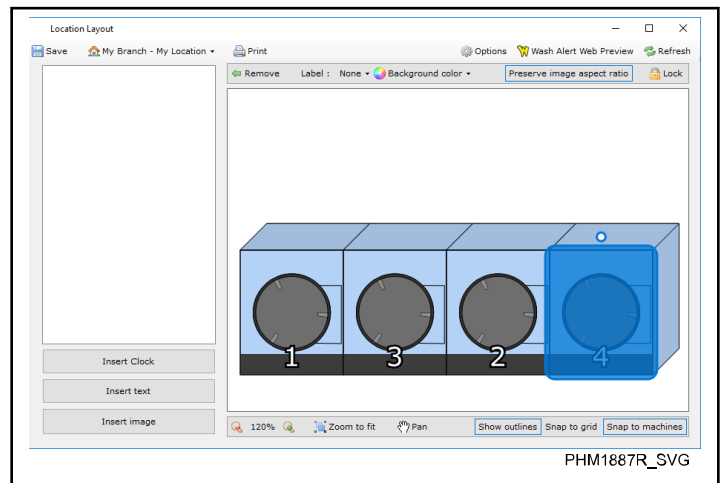 Location Layout
Save My Branch - My Location Print Options Wash Alert Web Preview Refresh
Remove Label : None Background color Preserve image aspect ratio Lock
1 3 2 4
Insert Clock
Insert text
Insert image
120% Zoom to fit Pan Show outlines Snap to grid Snap to machines
PHM1887R_SVG